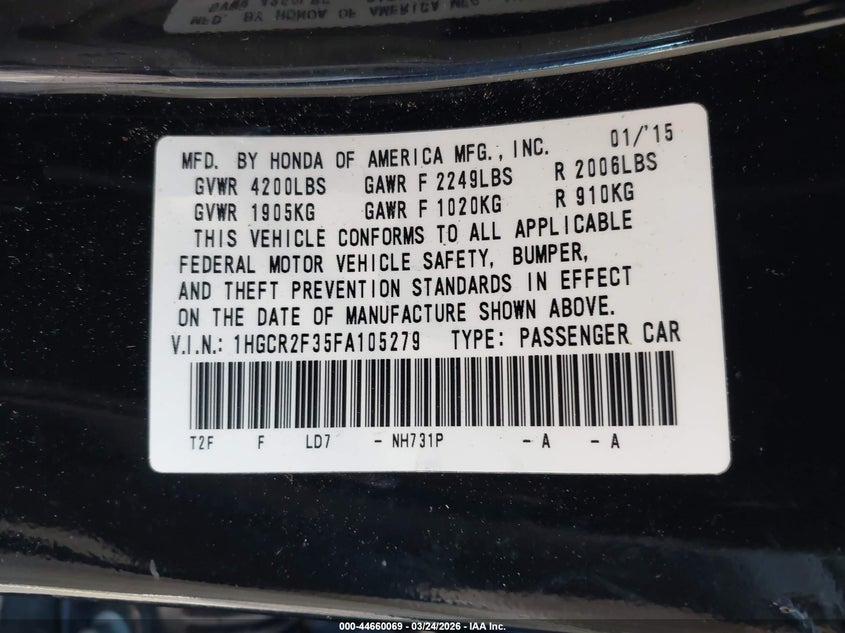 MFD. BY HONDA OF AMERICA MFG., INC. 01/'15
GVWR 4200LBS GAWR F 2249LBS R 2006LBS
GVWR 1905KG GAWR F 1020KG R 910KG
THIS VEHICLE CONFORMS TO ALL APPLICABLE
FEDERAL MOTOR VEHICLE SAFETY, BUMPER,
AND THEFT PREVENTION STANDARDS IN EFFECT
ON THE DATE OF MANUFACTURE SHOWN ABOVE.
V.I.N.: 1HGCR2F35FA105279 TYPE: PASSENGER CAR
T2F F LD7 - NH731P - A - A
000-44660069 - 03/24/2026 - IAA Inc.